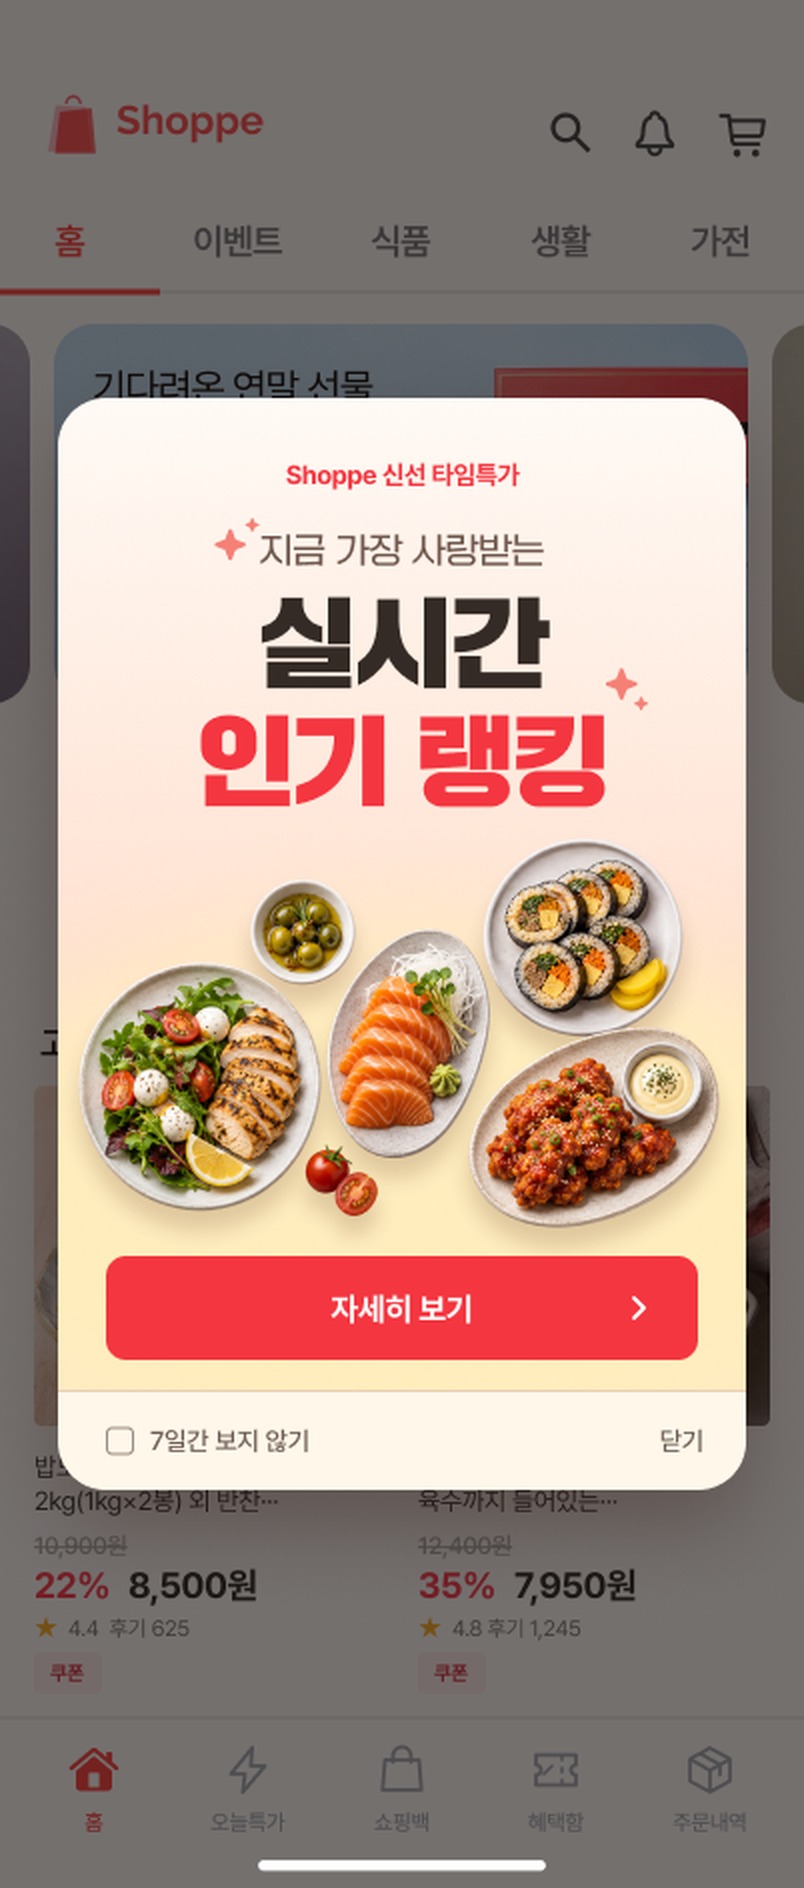 Shoppe
홈 이벤트 식품 생활 가전
기다려온 연말 선물
Shoppe 신선 타임특가
지금 가장 사랑받는
실시간
인기 랭킹
자세히 보기
7일간 보지 않기 닫기
2kg(1kg×2봉) 외 반찬… 육수까지 들어있는…
10,900원 12,400원
22% 8,500원 35% 7,950원
4.4 후기 625 4.8 후기 1,245
쿠폰 쿠폰
홈 오늘특가 쇼핑백 혜택함 주문내역